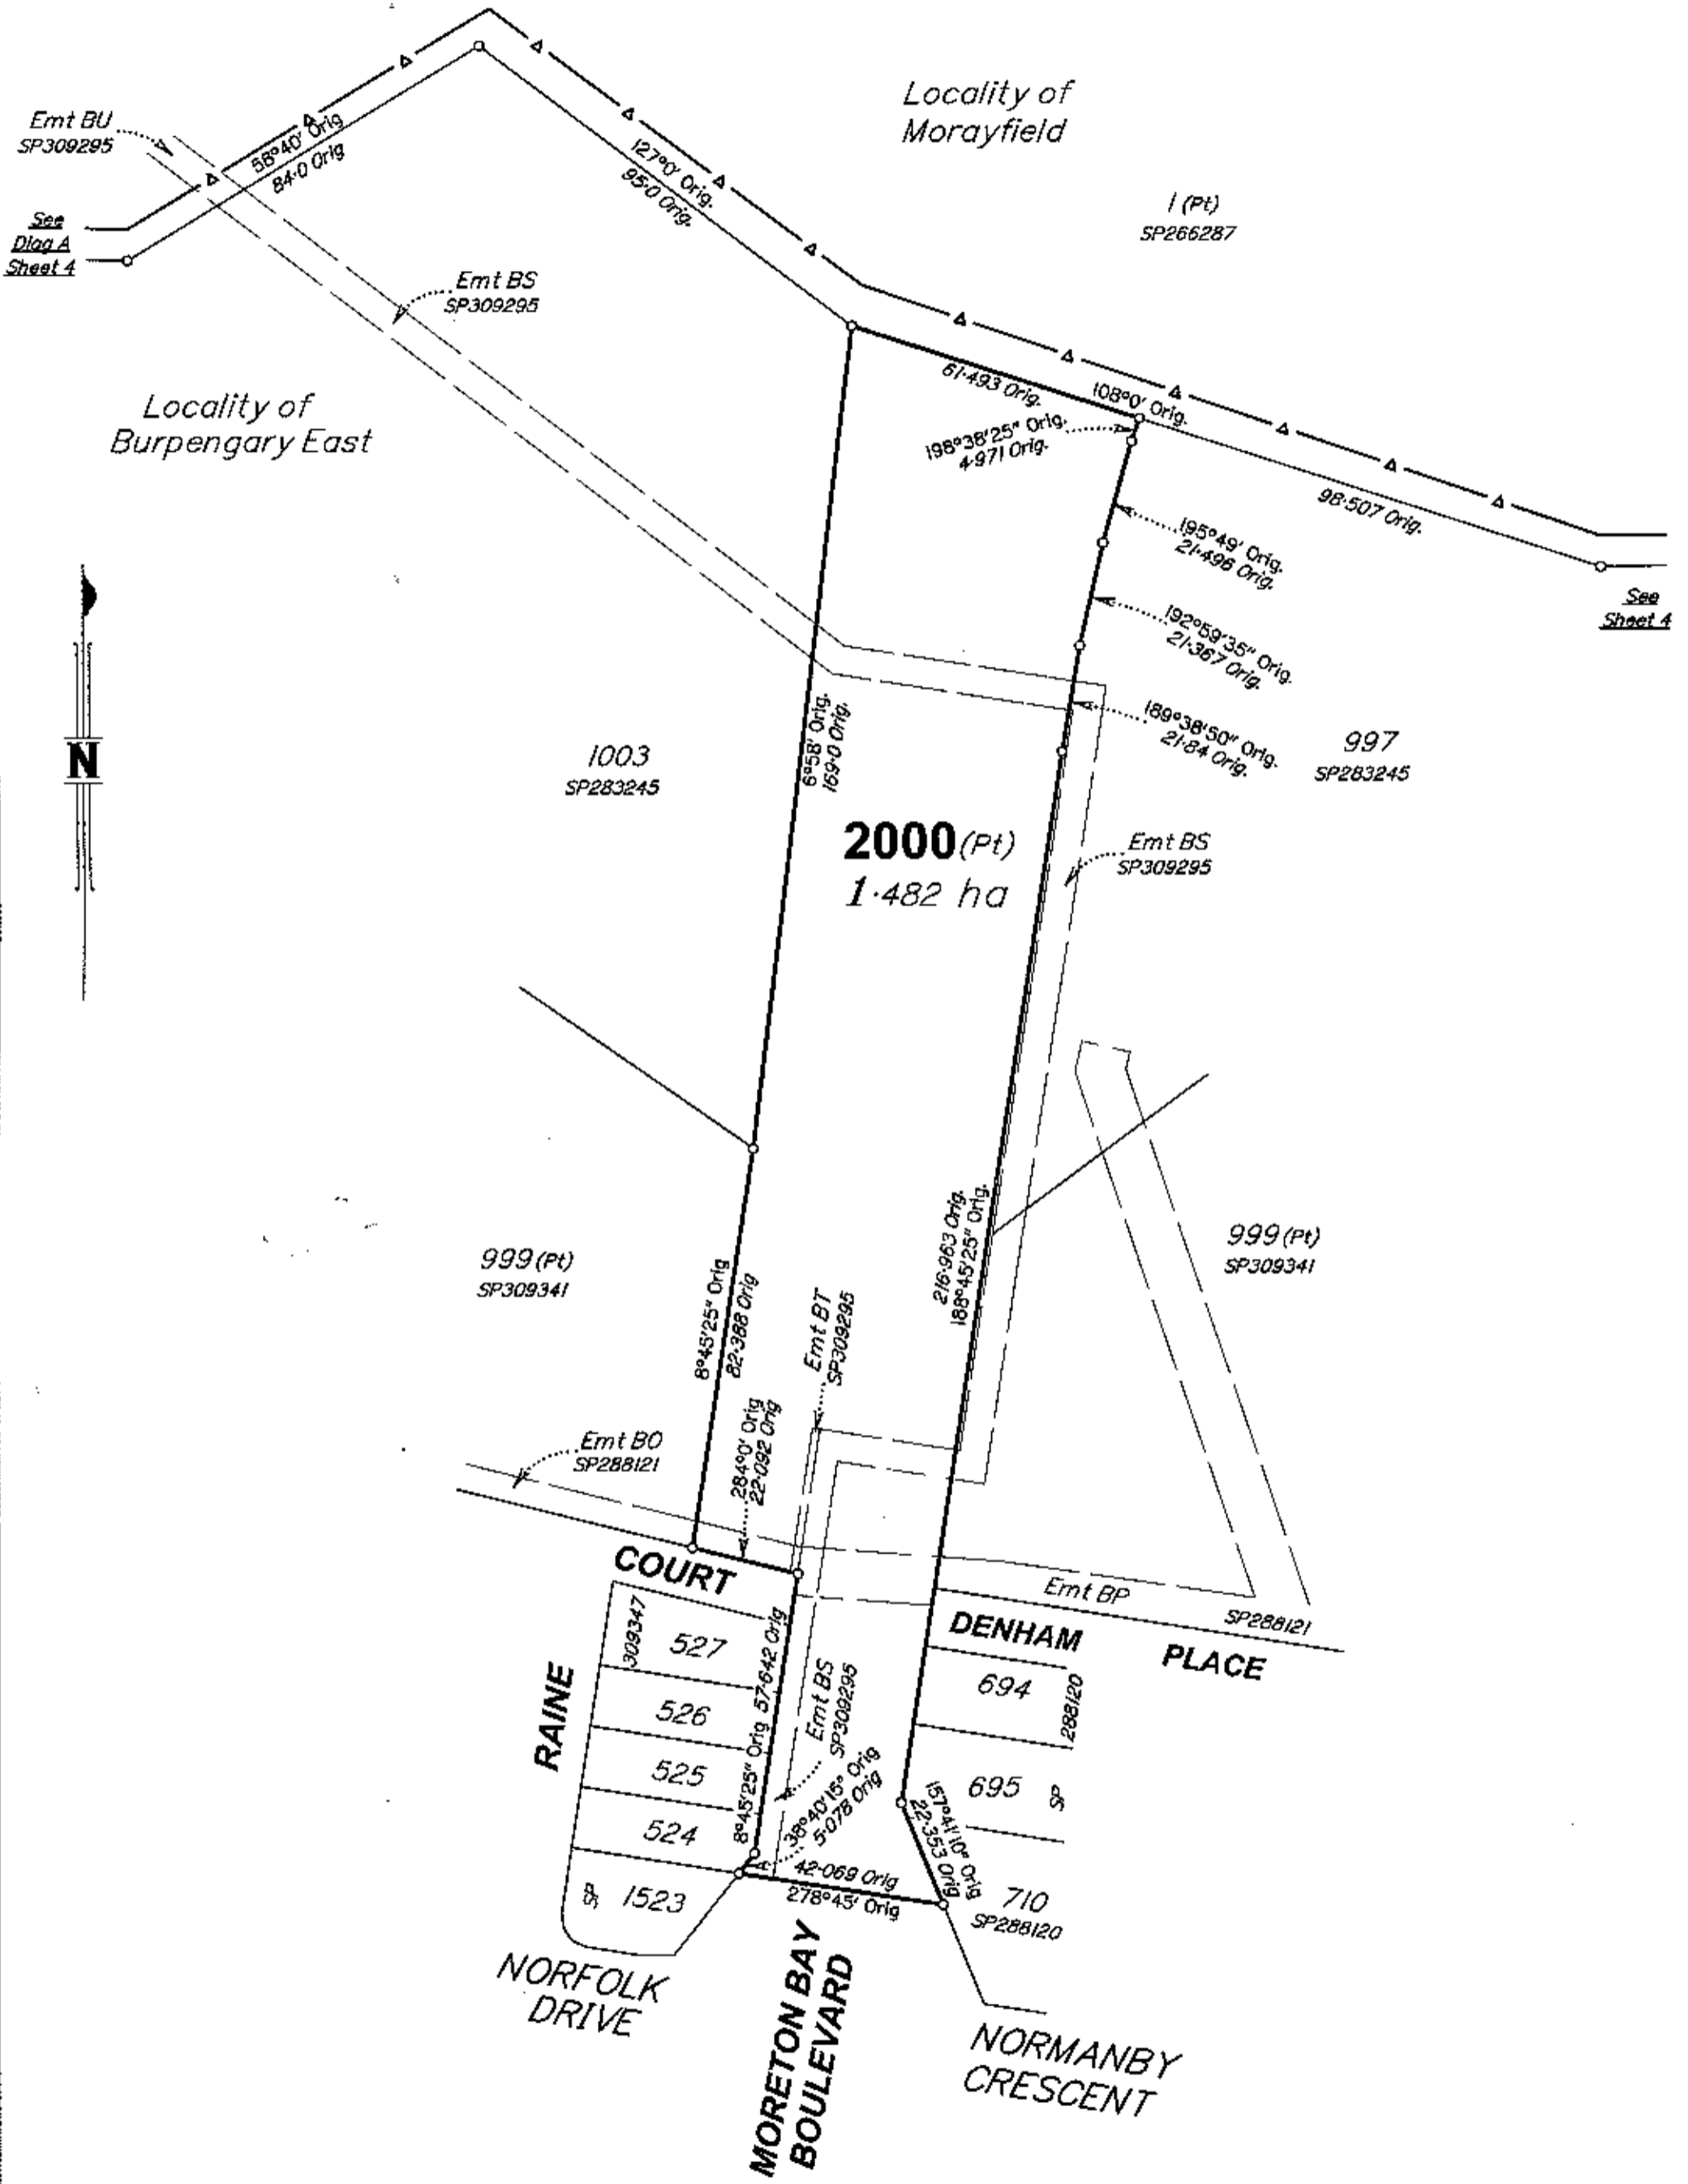 Locality of
Morayfield
Emt BU
SP309295
58°40' Orig
84·0 Orig
127°0' Orig.
95·0 Orig.
1 (Pt)
SP266287
See
Diag A
Sheet 4
Emt BS
SP309295
Locality of
Burpengary East
61·493 Orig.
108°0' Orig.
198°38'25" Orig.
4·971 Orig.
98·507 Orig.
195°49' Orig.
21·496 Orig.
See
Sheet 4
192°59'35" Orig.
21·367 Orig.
189°38'50" Orig.
21·84 Orig.
N
6°58' Orig.
169·0 Orig.
1003
SP283245
997
SP283245
2000 (Pt)
1·482 ha
Emt BS
SP309295
216·963 Orig.
188°45'25" Orig.
999 (Pt)
SP309341
999 (Pt)
SP309341
8°45'25" Orig
82·388 Orig
Emt BT
SP309295
284°0' Orig
22·092 Orig
Emt BO
SP288121
COURT
Emt BP
SP288121
DENHAM
PLACE
309347
527
694
288120
RAINE
526
8°45'25" Orig 57·642 Orig
Emt BS
SP309295
525
695
SP
38°40'15" Orig
5·078 Orig
157°41'10" Orig
22·353 Orig
524
42·069 Orig
278°45' Orig
SP
1523
710
SP288120
NORFOLK
DRIVE
MORETON BAY
BOULEVARD
NORMANBY
CRESCENT